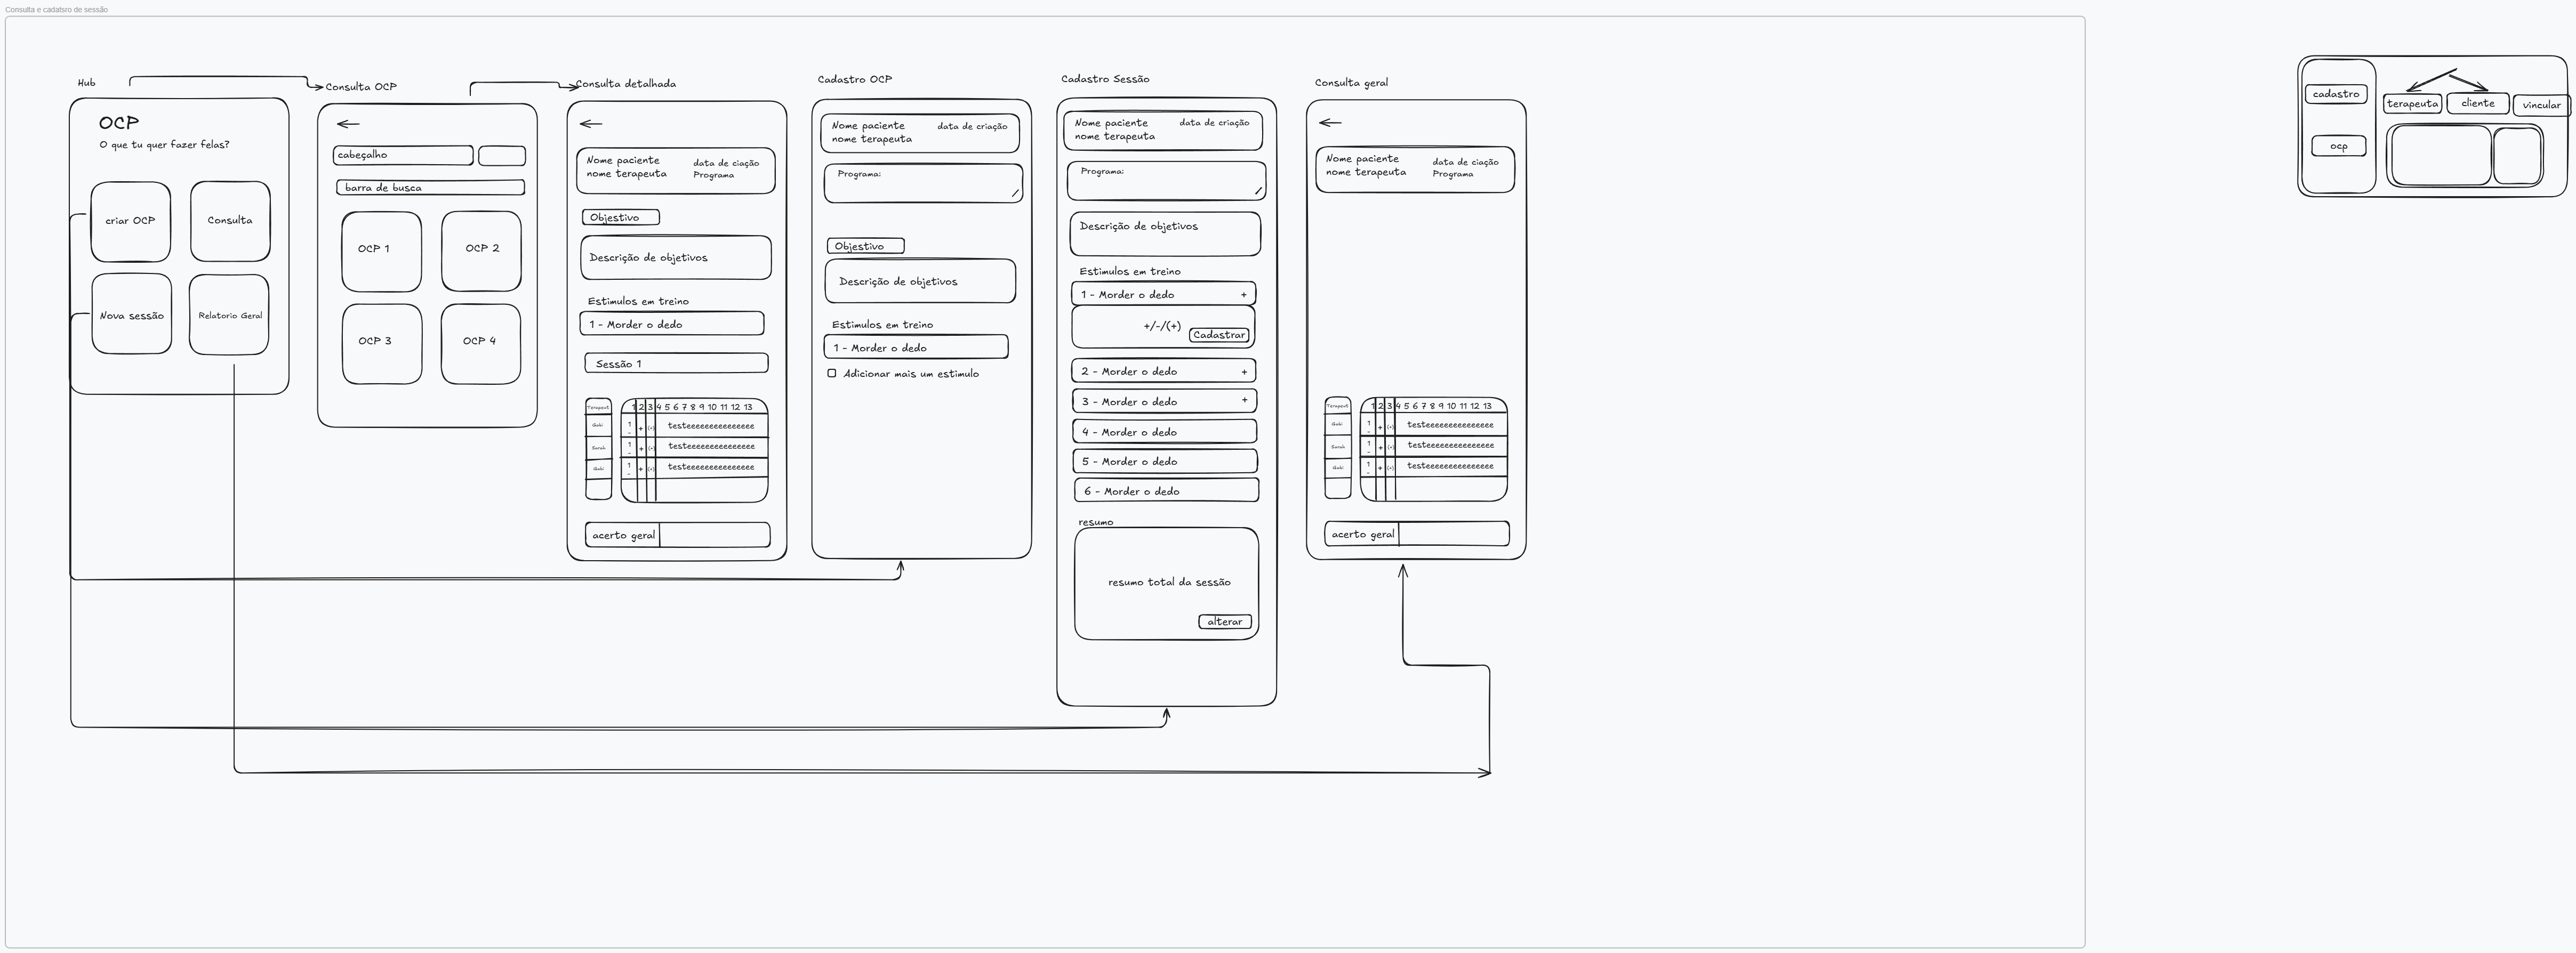 Consulta e cadatsro de sessão
Hub
OCP
O que tu quer fazer felas?
criar OCP
Consulta
Nova sessão
Relatorio Geral
Consulta OCP
cabeçalho
barra de busca
OCP 1
OCP 2
OCP 3
OCP 4
Consulta detalhada
Nome paciente
nome terapeuta
data de ciação
Programa
Objestivo
Descrição de objetivos
Estimulos em treino
1 - Morder o dedo
Sessão 1
Terapeut
Gabi
Sarah
Gabi
1 2 3 4 5 6 7 8 9 10 11 12 13
1 - + (+) testeeeeeeeeeeeeeee
1 - + (+) testeeeeeeeeeeeeeee
1 - + (+) testeeeeeeeeeeeeeee
acerto geral
Cadastro OCP
Nome paciente
nome terapeuta
data de criação
Programa:
Objestivo
Descrição de objetivos
Estimulos em treino
1 - Morder o dedo
Adicionar mais um estimulo
Cadastro Sessão
Nome paciente
nome terapeuta
data de criação
Programa:
Descrição de objetivos
Estimulos em treino
1 - Morder o dedo +
+/-/(+)
Cadastrar
2 - Morder o dedo +
3 - Morder o dedo +
4 - Morder o dedo
5 - Morder o dedo
6 - Morder o dedo
resumo
resumo total da sessão
alterar
Consulta geral
Nome paciente
nome terapeuta
data de ciação
Programa
Terapeut
Gabi
Sarah
Gabi
1 2 3 4 5 6 7 8 9 10 11 12 13
1 - + (+) testeeeeeeeeeeeeeee
1 - + (+) testeeeeeeeeeeeeeee
1 - + (+) testeeeeeeeeeeeeeee
acerto geral
cadastro
ocp
terapeuta
cliente
vincular